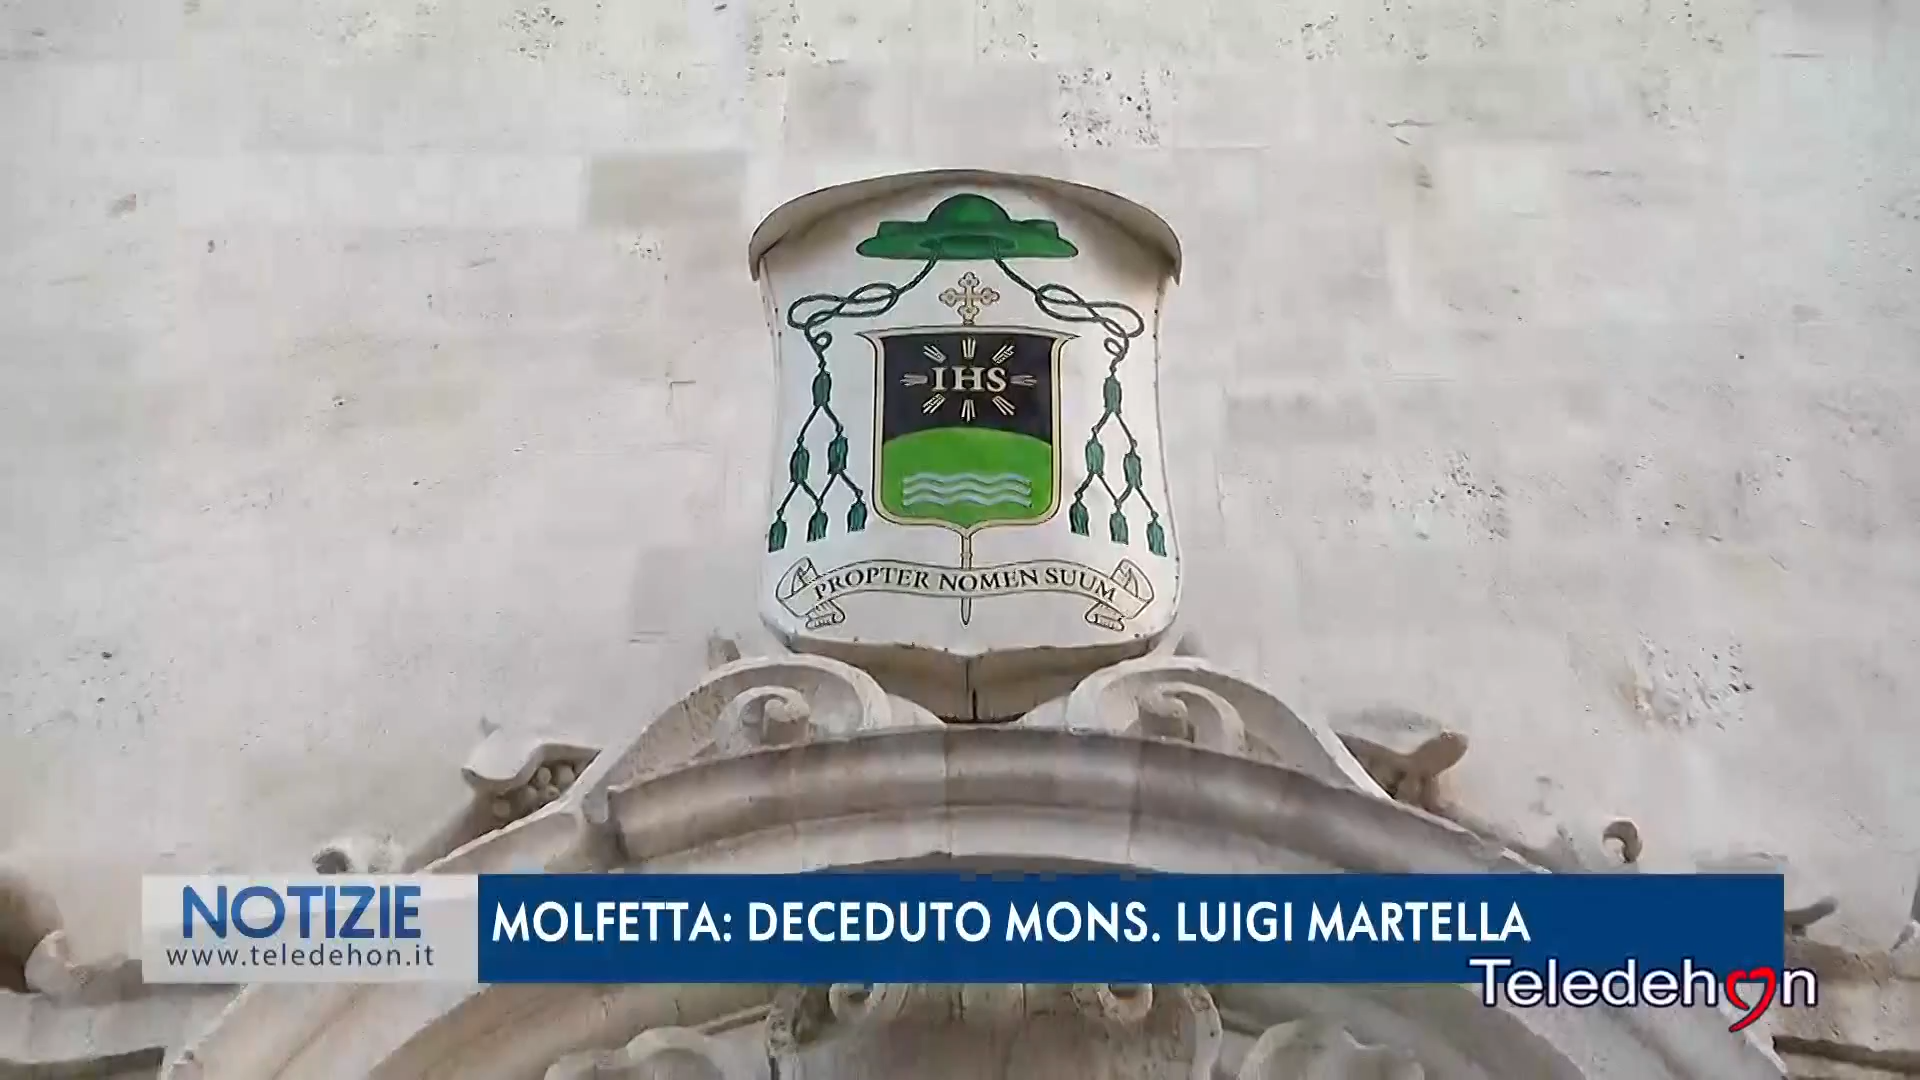 IHS
PROPTER NOMEN SUUM
NOTIZIE
www.teledehon.it
MOLFETTA: DECEDUTO MONS. LUIGI MARTELLA
Teledehon